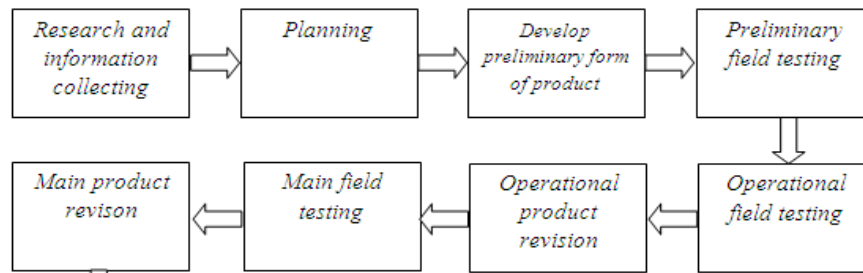 Research and
information
collecting
Planning
Develop
preliminary form
of product
Preliminary
field testing
Main product
revison
Main field
testing
Operational
product
revision
Operational
field testing